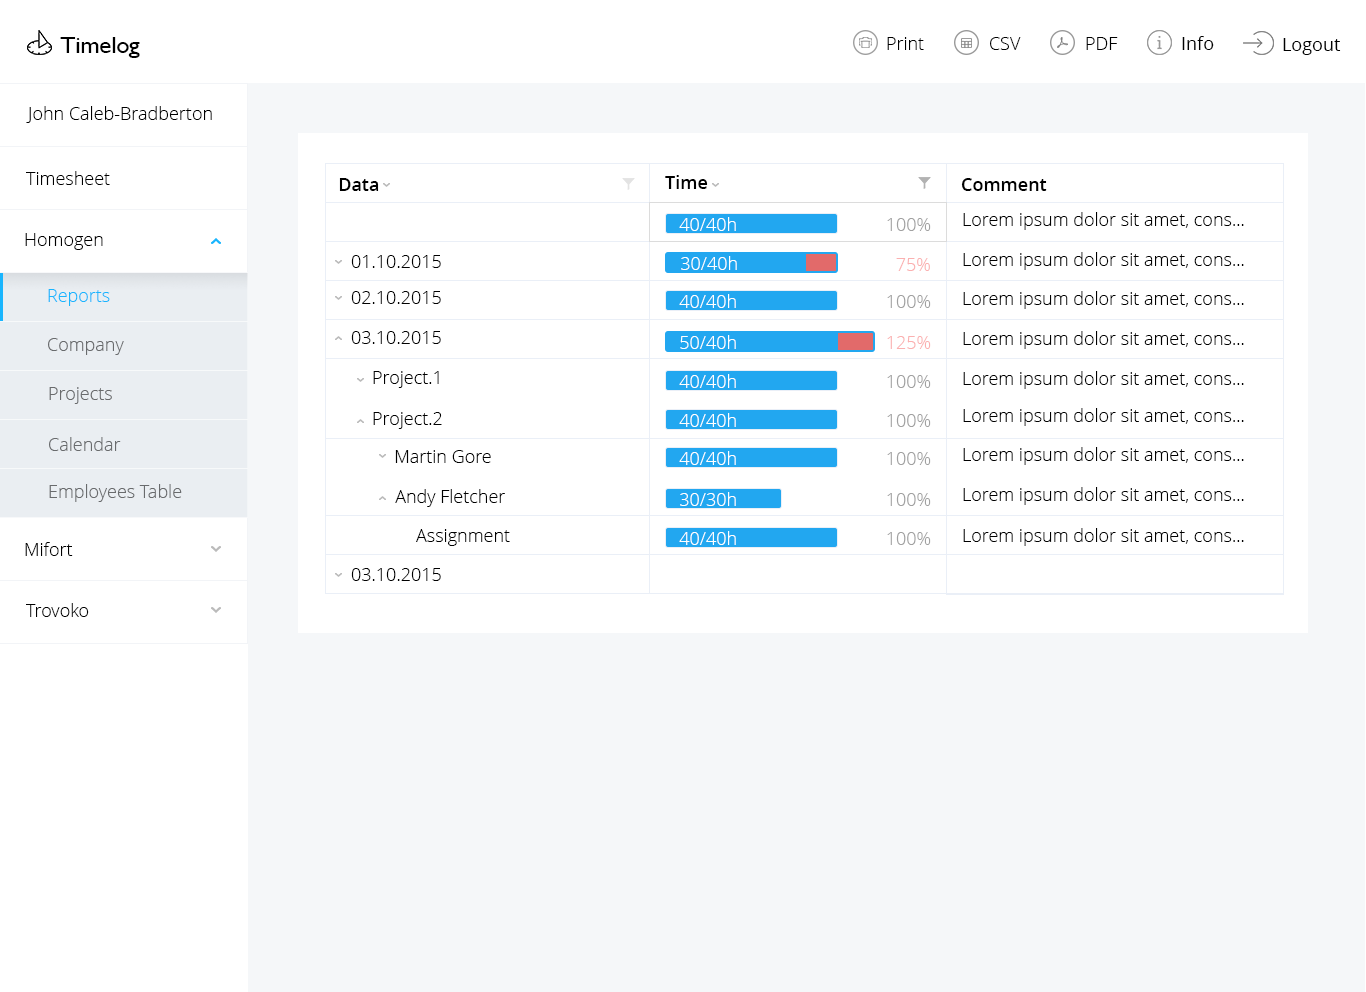 Timelog
Print CSV PDF Info Logout
John Caleb-Bradberton
Timesheet
Homogen
Reports
Company
Projects
Calendar
Employees Table
Mifort
Trovoko
Data Time Comment
40/40h 100% Lorem ipsum dolor sit amet, cons...
01.10.2015 30/40h 75% Lorem ipsum dolor sit amet, cons...
02.10.2015 40/40h 100% Lorem ipsum dolor sit amet, cons...
03.10.2015 50/40h 125% Lorem ipsum dolor sit amet, cons...
Project.1 40/40h 100% Lorem ipsum dolor sit amet, cons...
Project.2 40/40h 100% Lorem ipsum dolor sit amet, cons...
Martin Gore 40/40h 100% Lorem ipsum dolor sit amet, cons...
Andy Fletcher 30/30h 100% Lorem ipsum dolor sit amet, cons...
Assignment 40/40h 100% Lorem ipsum dolor sit amet, cons...
03.10.2015